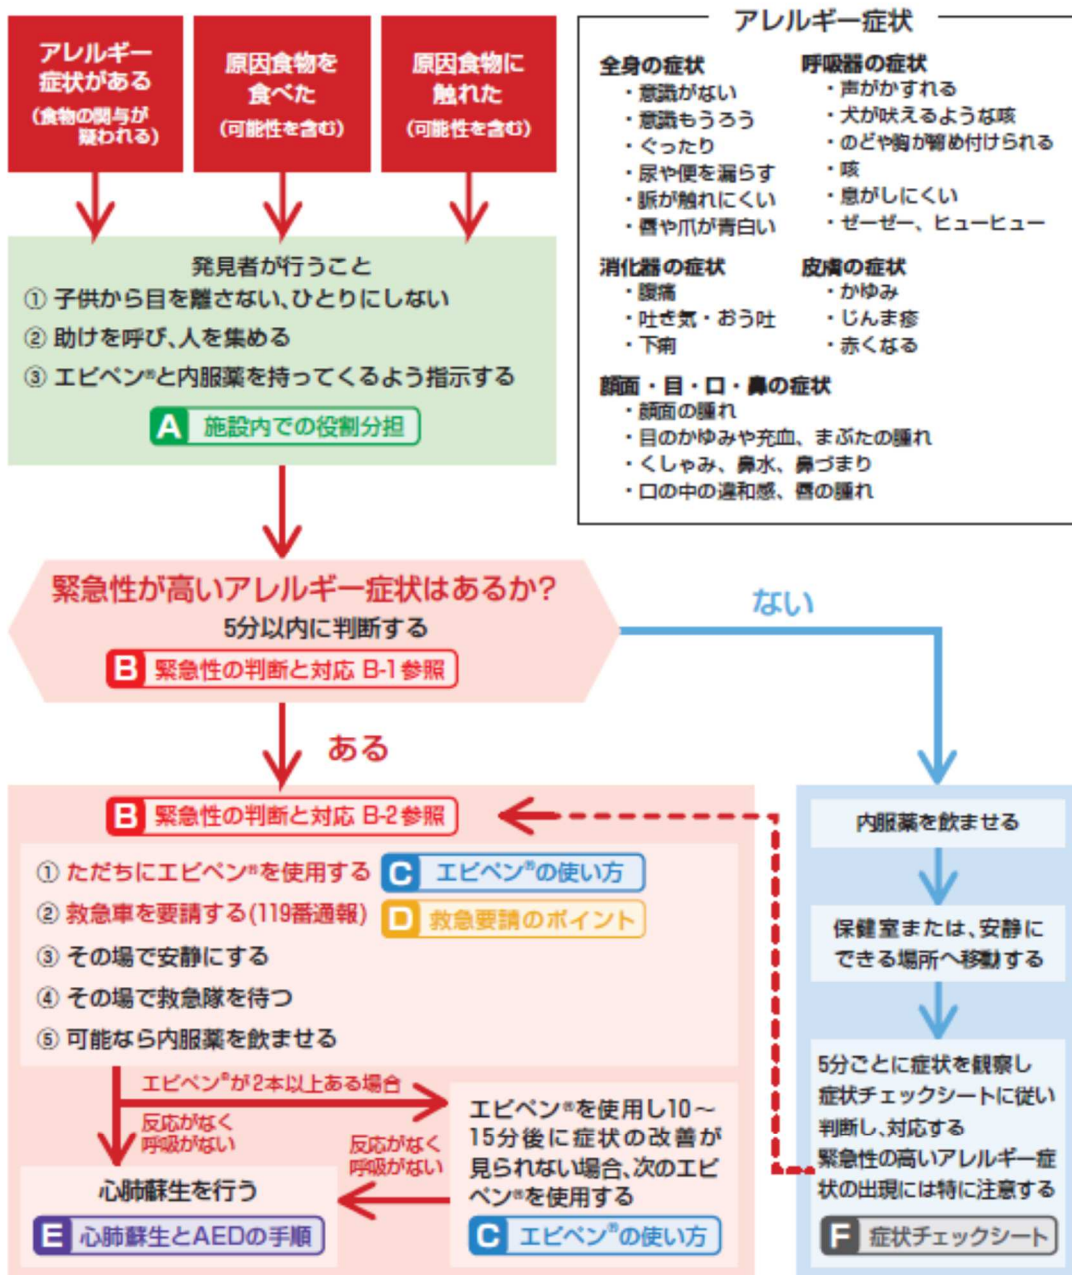 アレルギー
症状がある
(食物の関与が
疑われる)
原因食物を
食べた
(可能性を含む)
原因食物に
触れた
(可能性を含む)
アレルギー症状
全身の症状
・意識がない
・意識もうろう
・ぐったり
・尿や便を漏らす
・脈が触れにくい
・唇や爪が青白い
呼吸器の症状
・声がかすれる
・犬が吠えるような咳
・のどや胸が締め付けられる
・咳
・息がしにくい
・ゼーゼー、ヒューヒュー
消化器の症状
・腹痛
・吐き気・おう吐
・下痢
皮膚の症状
・かゆみ
・じんま疹
・赤くなる
顔面・目・口・鼻の症状
・顔面の腫れ
・目のかゆみや充血、まぶたの腫れ
・くしゃみ、鼻水、鼻づまり
・口の中の違和感、唇の腫れ
発見者が行うこと
① 子供から目を離さない、ひとりにしない
② 助けを呼び、人を集める
③ エピペン®と内服薬を持ってくるよう指示する
A 施設内での役割分担
緊急性が高いアレルギー症状はあるか?
5分以内に判断する
B 緊急性の判断と対応 B-1参照
ない
ある
B 緊急性の判断と対応 B-2参照
① ただちにエピペン®を使用する C エピペン®の使い方
② 救急車を要請する(119番通報) D 救急要請のポイント
③ その場で安静にする
④ その場で救急隊を待つ
⑤ 可能なら内服薬を飲ませる
エピペン®が2本以上ある場合
反応がなく
呼吸がない
反応がなく
呼吸がない
エピペン®を使用し10～
15分後に症状の改善が
見られない場合、次のエピ
ペン®を使用する
C エピペン®の使い方
心肺蘇生を行う
E 心肺蘇生とAEDの手順
内服薬を飲ませる
保健室または、安静に
できる場所へ移動する
5分ごとに症状を観察し
症状チェックシートに従い
判断し、対応する
緊急性の高いアレルギー症
状の出現には特に注意する
F 症状チェックシート